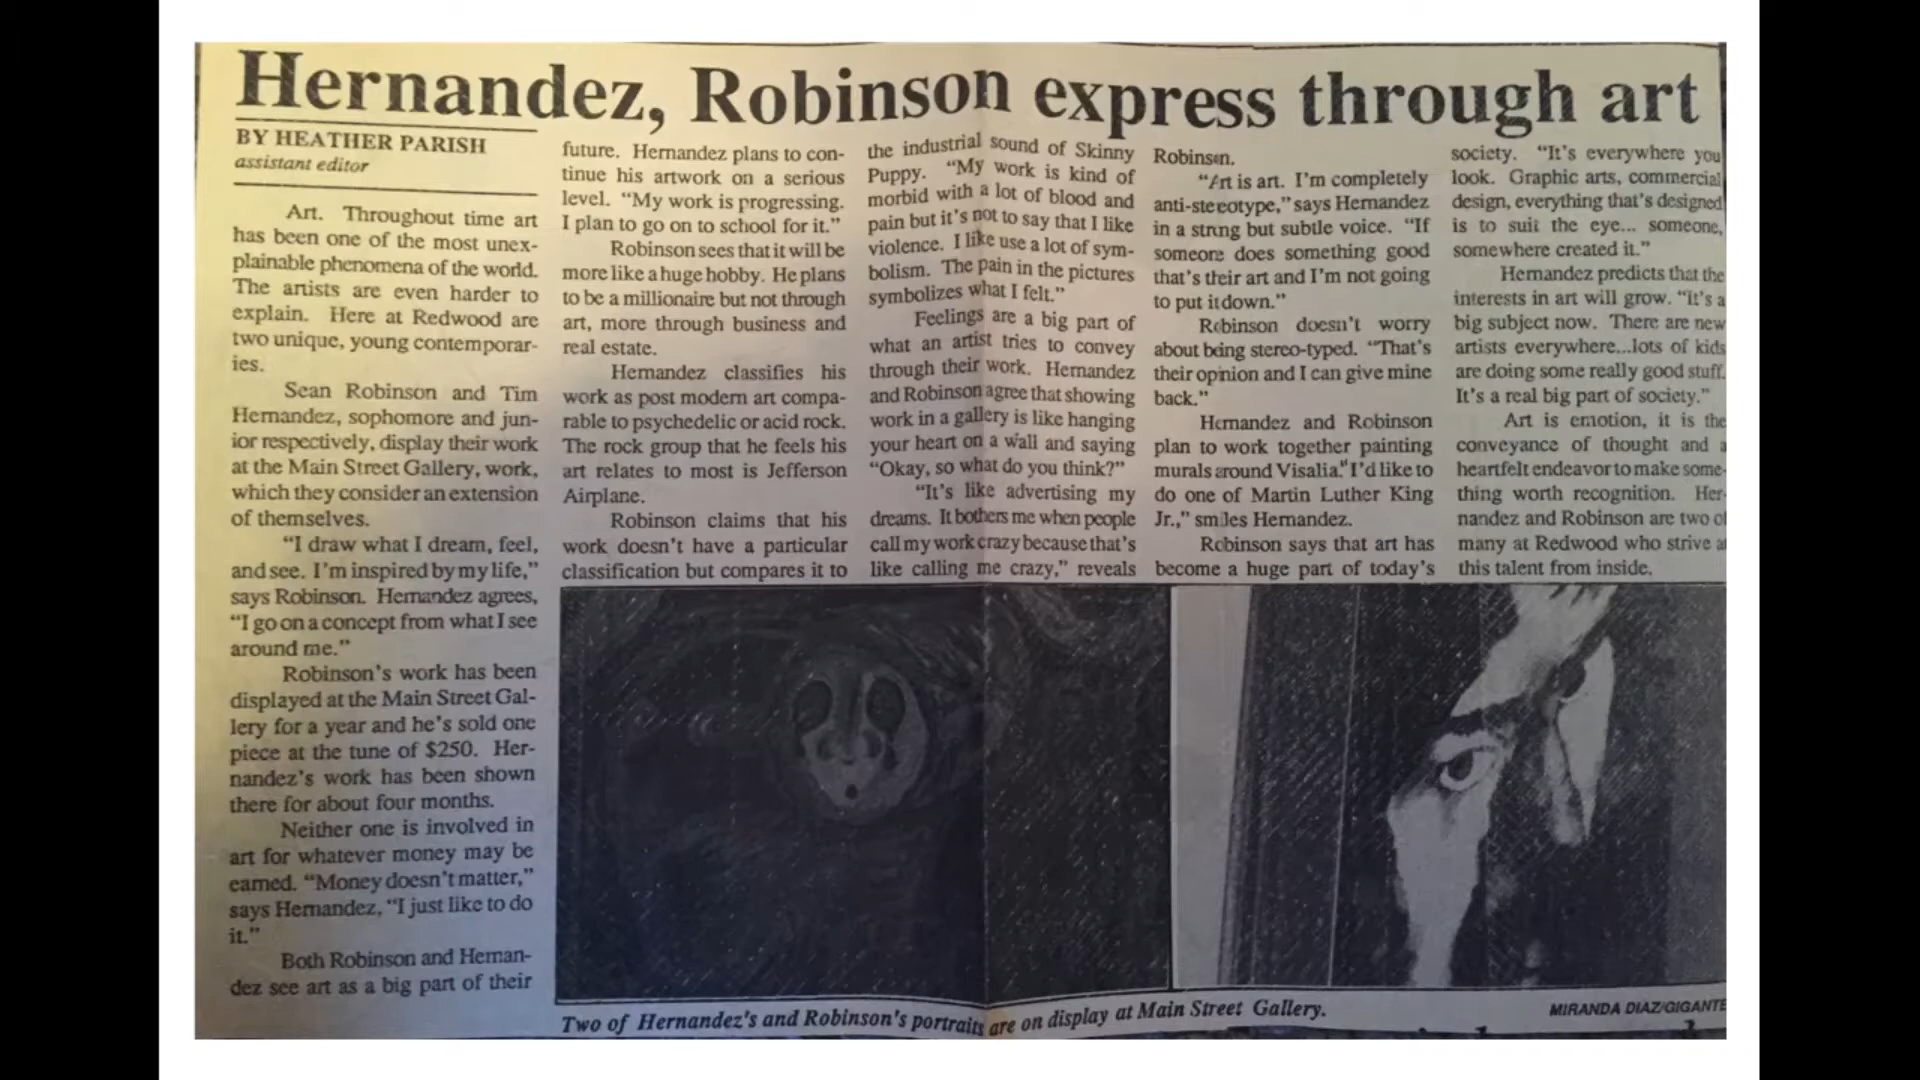 Hernandez, Robinson express through art
BY HEATHER PARISH
assistant editor
Art. Throughout time art
has been one of the most unex-
plainable phenomena of the world.
The artists are even harder to
explain. Here at Redwood are
two unique, young contemporar-
ies.
Sean Robinson and Tim
Hernandez, sophomore and jun-
ior respectively, display their work
at the Main Street Gallery, work,
which they consider an extension
of themselves.
"I draw what I dream, feel,
and see. I'm inspired by my life,"
says Robinson. Hernandez agrees,
"I go on a concept from what I see
around me."
Robinson's work has been
displayed at the Main Street Gal-
lery for a year and he's sold one
piece at the tune of $250. Her-
nandez's work has been shown
there for about four months.
Neither one is involved in
art for whatever money may be
earned. "Money doesn't matter,"
says Hernandez, "I just like to do
it."
Both Robinson and Hernan-
dez see art as a big part of their
future. Hernandez plans to con-
tinue his artwork on a serious
level. "My work is progressing.
I plan to go on to school for it."
Robinson sees that it will be
more like a huge hobby. He plans
to be a millionaire but not through
art, more through business and
real estate.
Hernandez classifies his
work as post modern art compa-
rable to psychedelic or acid rock.
The rock group that he feels his
art relates to most is Jefferson
Airplane.
Robinson claims that his
work doesn't have a particular
classification but compares it to
the industrial sound of Skinny
Puppy. "My work is kind of
morbid with a lot of blood and
pain but it's not to say that I like
violence. I like use a lot of sym-
bolism. The pain in the pictures
symbolizes what I felt."
Feelings are a big part of
what an artist tries to convey
through their work. Hernandez
and Robinson agree that showing
work in a gallery is like hanging
your heart on a wall and saying
"Okay, so what do you think?"
"It's like advertising my
dreams. It bothers me when people
call my work crazy because that's
like calling me crazy," reveals
Robinson.
"Art is art. I'm completely
anti-steeotype," says Hernandez
in a strng but subtle voice. "If
someone does something good
that's their art and I'm not going
to put it down."
Robinson doesn't worry
about being stereo-typed. "That's
their opinion and I can give mine
back."
Hernandez and Robinson
plan to work together painting
murals around Visalia."I'd like to
do one of Martin Luther King
Jr.," smiles Hernandez.
Robinson says that art has
become a huge part of today's
society. "It's everywhere you
look. Graphic arts, commercial
design, everything that's designed
is to suit the eye... someone,
somewhere created it."
Hernandez predicts that the
interests in art will grow. "It's a
big subject now. There are new
artists everywhere...lots of kids
are doing some really good stuff.
It's a real big part of society."
Art is emotion, it is the
conveyance of thought and a
heartfelt endeavor to make some-
thing worth recognition. Her-
nandez and Robinson are two of
many at Redwood who strive at
this talent from inside.
Two of Hernandez's and Robinson's portraits are on display at Main Street Gallery.
MIRANDA DIAZ/GIGANTE